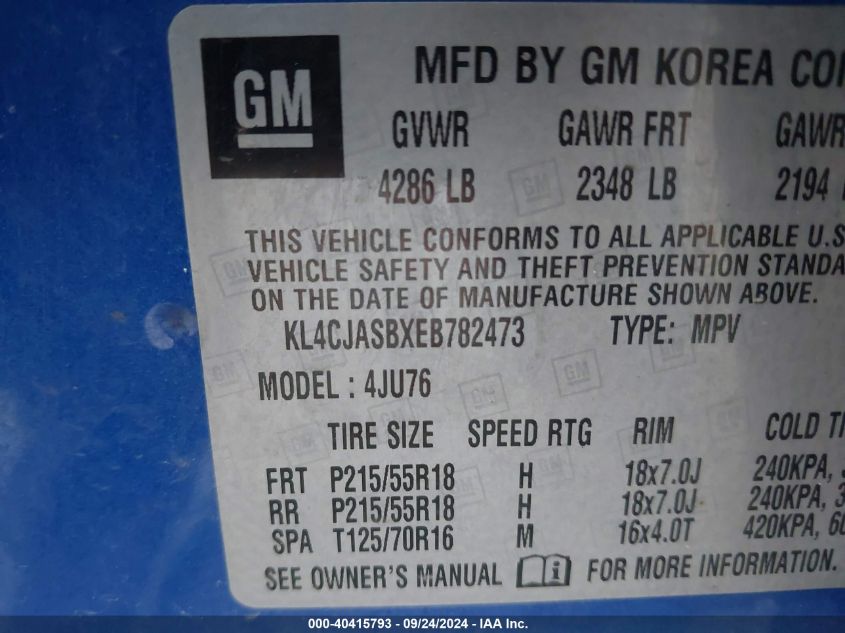 GM
MFD BY GM KOREA
GVWR GAWR FRT GAWR
4286 LB 2348 LB 2194
THIS VEHICLE CONFORMS TO ALL APPLICABLE U.S
VEHICLE SAFETY AND THEFT PREVENTION
ON THE DATE OF MANUFACTURE SHOWN ABOVE.
KL4CJASBXEB782473 TYPE: MPV
MODEL : 4JU76
TIRE SIZE SPEED RTG RIM COLD
FRT P215/55R18 H 18x7.0J 240KPA,
RR P215/55R18 H 18x7.0J 240KPA,
SPA T125/70R16 M 16x4.0T 420KPA,
SEE OWNER'S MANUAL FOR MORE INFORMATION.
000-40415793 - 09/24/2024 - IAA Inc.